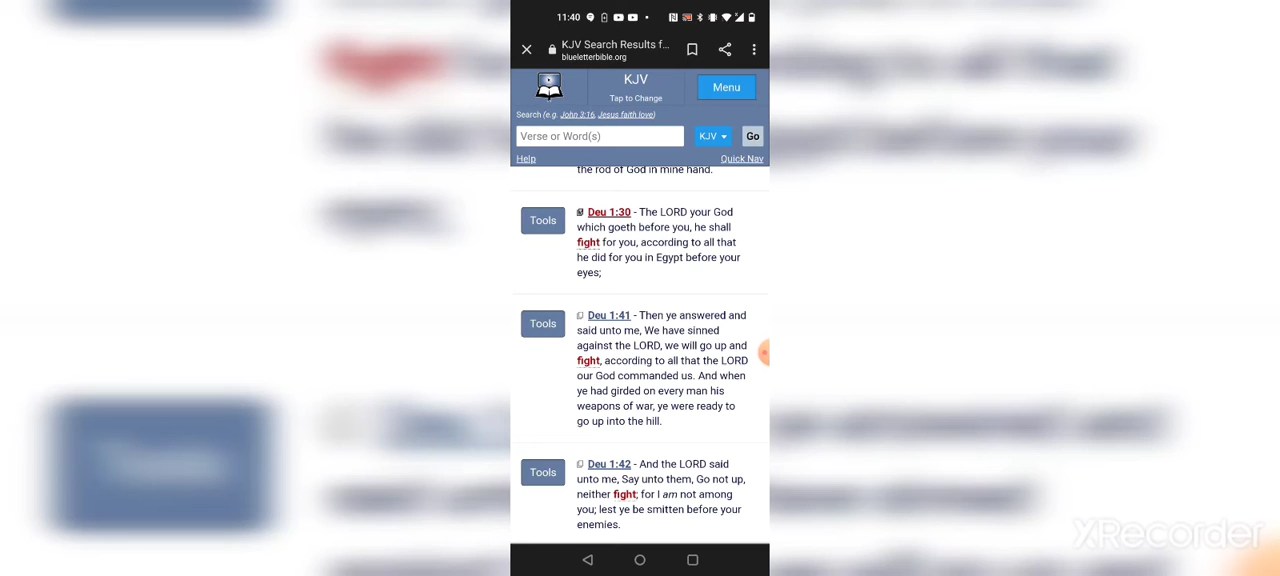 11:40
KJV Search Results f...
blueletterbible.org
KJV
Tap to Change
Menu
Search (e.g. John 3:16, Jesus faith love)
Verse or Word(s)
KJV
Go
Help
Quick Nav
the rod of God in mine hand.
Tools
Deu 1:30 - The LORD your God
which goeth before you, he shall
fight for you, according to all that
he did for you in Egypt before your
eyes;
Tools
Deu 1:41 - Then ye answered and
said unto me, We have sinned
against the LORD, we will go up and
fight, according to all that the LORD
our God commanded us. And when
ye had girded on every man his
weapons of war, ye were ready to
go up into the hill.
Tools
Deu 1:42 - And the LORD said
unto me, Say unto them, Go not up,
neither fight; for I am not among
you; lest ye be smitten before your
enemies.
XRecorder